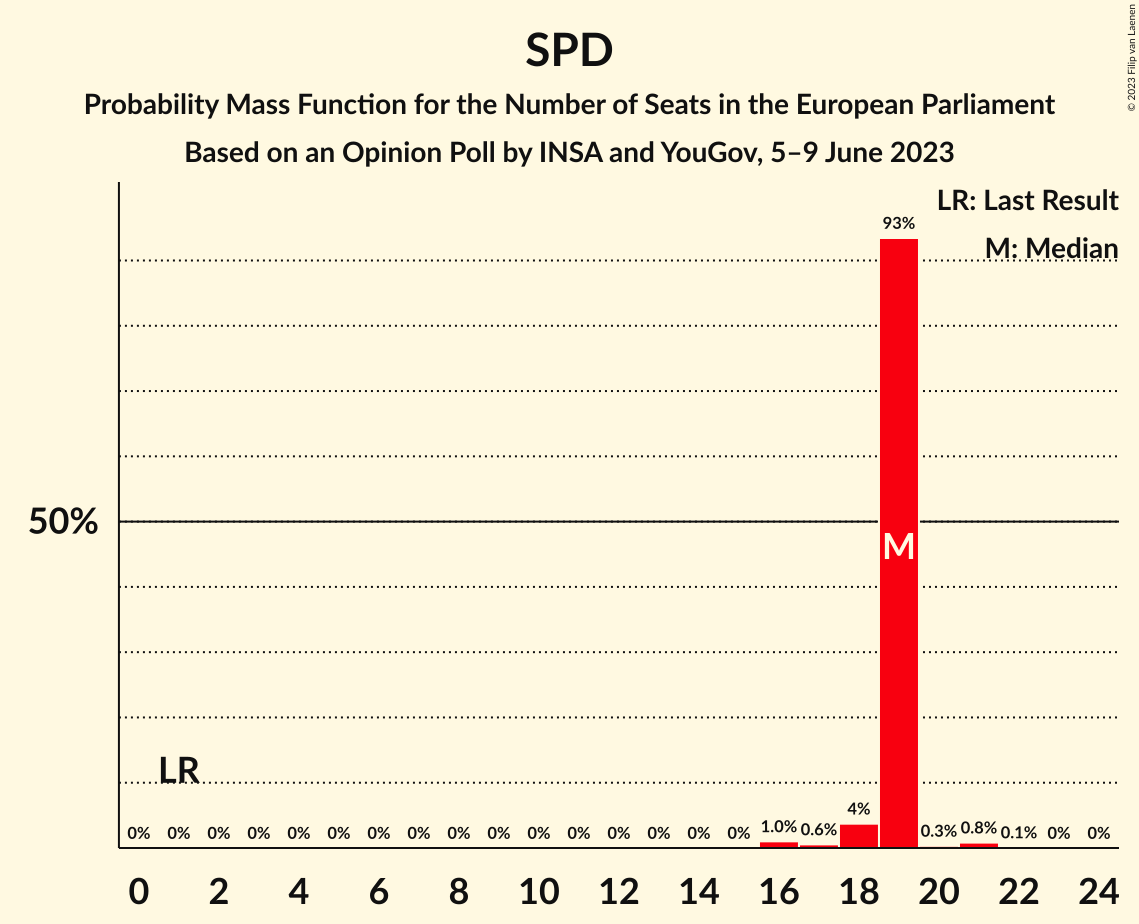 SPD
Probability Mass Function for the Number of Seats in the European Parliament
Based on an Opinion Poll by INSA and YouGov, 5–9 June 2023
© 2023 Filip van Laenen
LR: Last Result
M: Median
93%
50%
M
LR
0% 0% 0% 0% 0% 0% 0% 0% 0% 0% 0% 0% 0% 0% 0% 0% 1.0% 0.6% 4% 0.3% 0.8% 0.1% 0% 0%
0 2 4 6 8 10 12 14 16 18 20 22 24